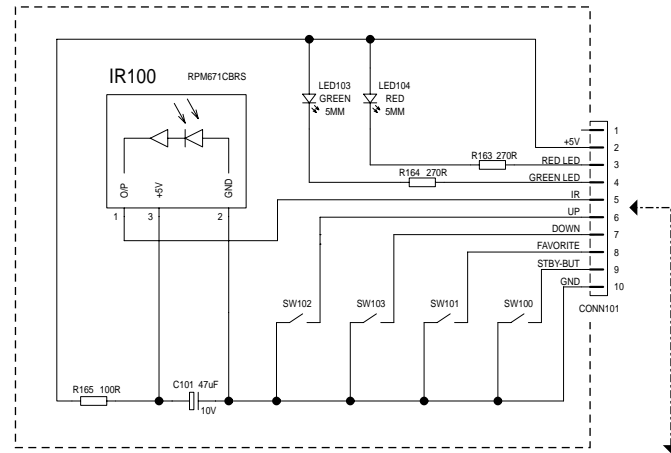 IR100 RPM671CBRS
LED103
GREEN
5MM
LED104
RED
5MM
O/P
+5V
GND
1 3 2
R163 270R
R164 270R
1
+5V 2
RED LED 3
GREEN LED 4
IR 5
UP 6
DOWN 7
FAVORITE 8
STBY-BUT 9
GND 10
CONN101
SW102 SW103 SW101 SW100
R165 100R
C101 47uF
10V